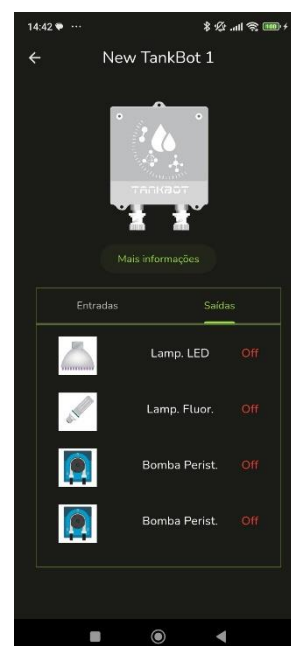 14:42 ...
100
New TankBot 1
TANKBOT
Mais informações
Entradas Saídas
Lamp. LED Off
Lamp. Fluor. Off
Bomba Perist. Off
Bomba Perist. Off